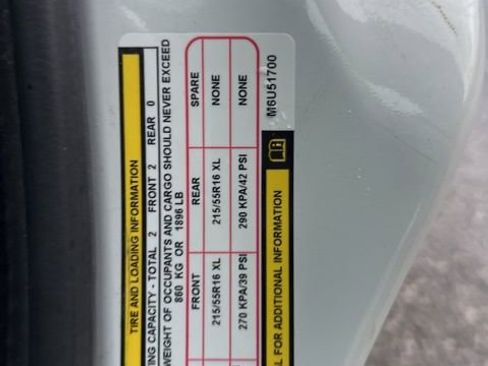 TIRE AND LOADING INFORMATION
TING CAPACITY - TOTAL 2 FRONT 2 REAR 0
WEIGHT OF OCCUPANTS AND CARGO SHOULD NEVER EXCEED
860 KG OR 1896 LB
FRONT REAR SPARE
215/55R16 XL 215/55R16 XL NONE
270 KPA/39 PSI 290 KPA/42 PSI NONE
AL FOR ADDITIONAL INFORMATION
M6U51700